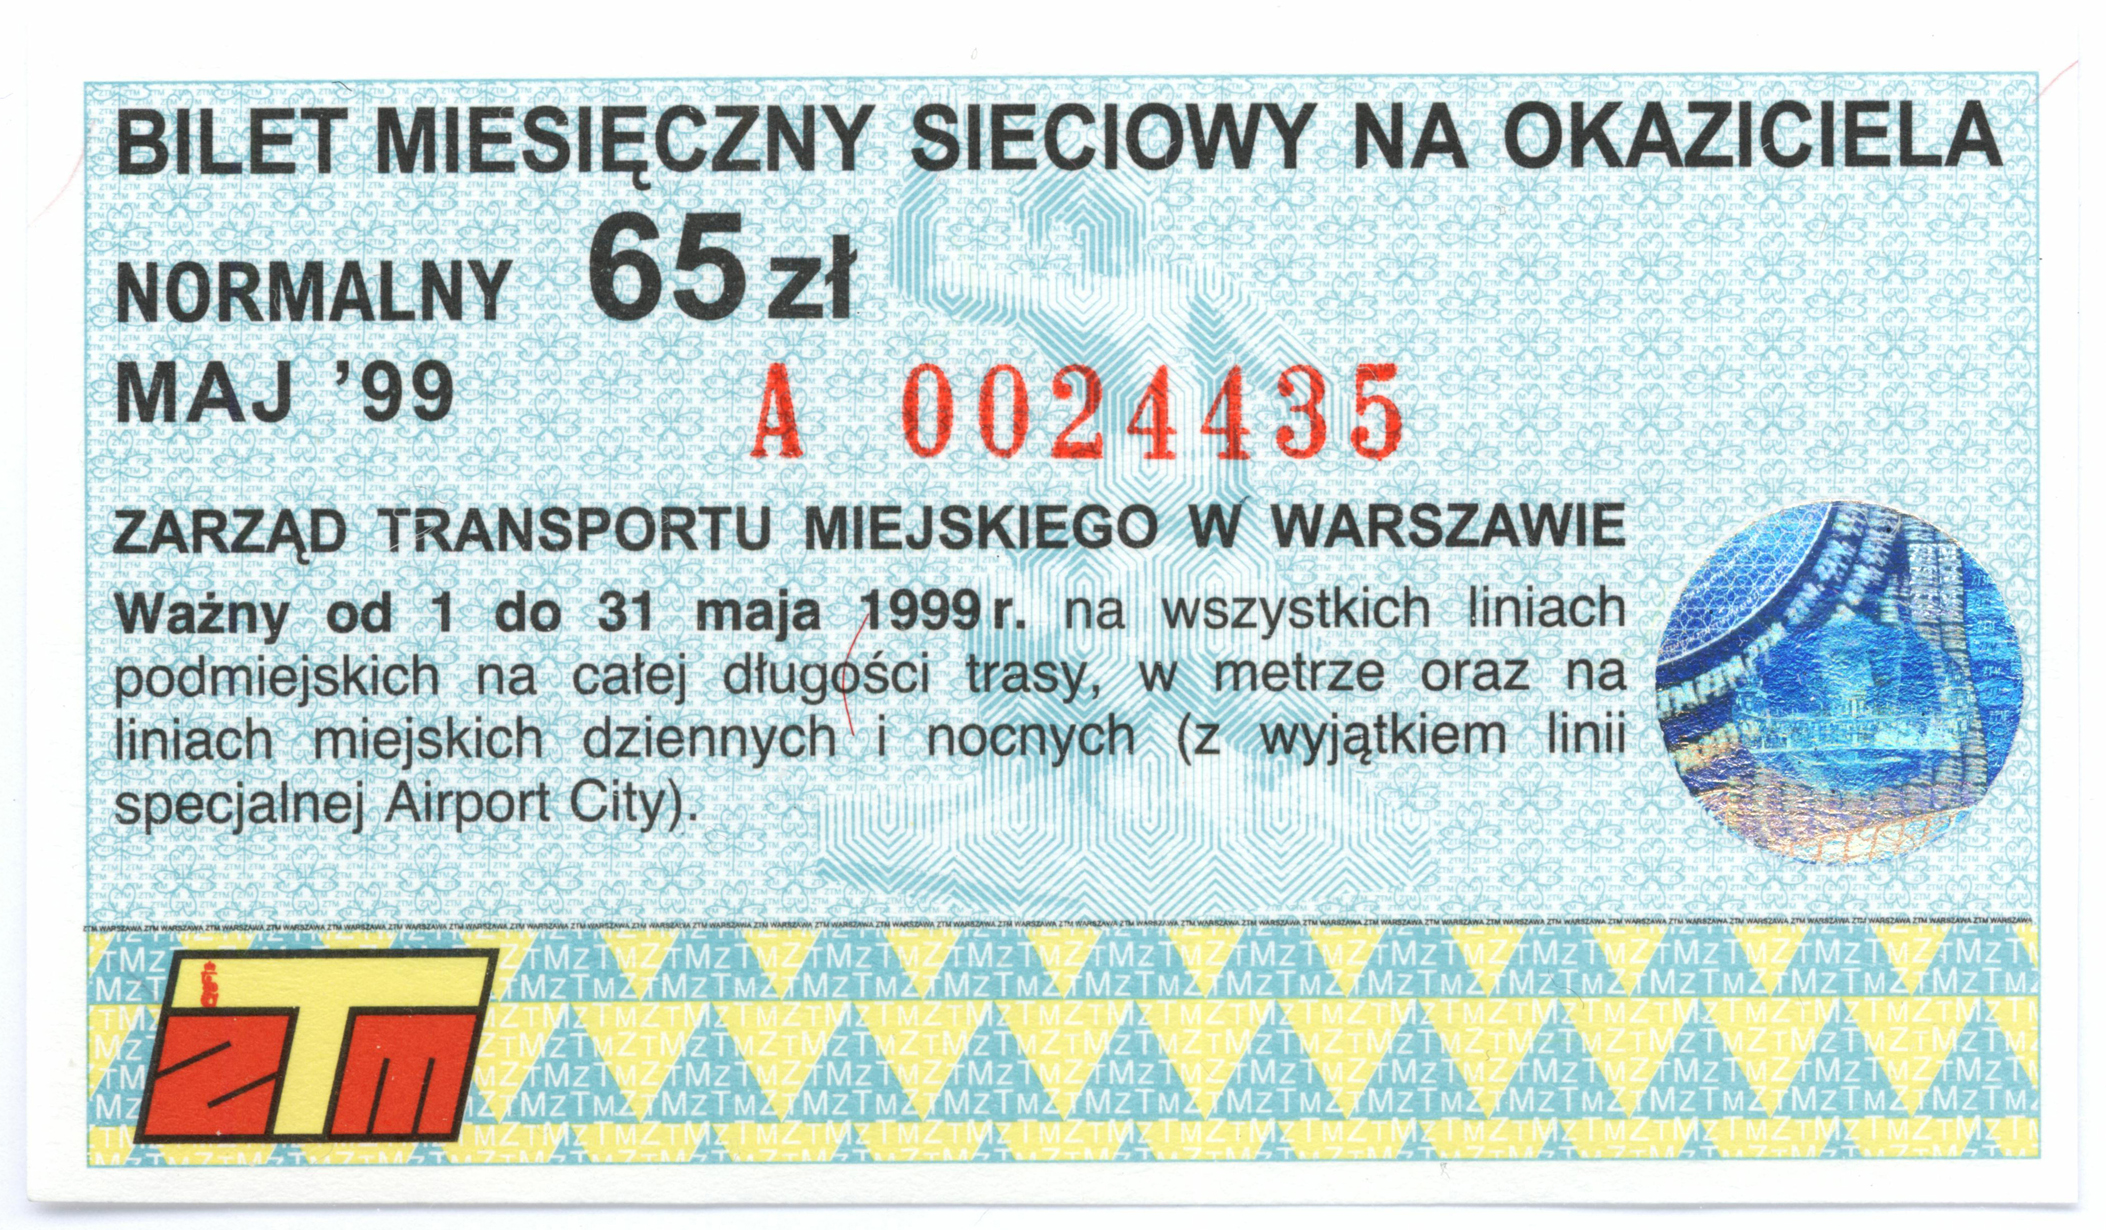 BILET MIESIĘCZNY SIECIOWY NA OKAZICIELA
NORMALNY 65 zł
MAJ ’99 A 0024435
ZARZĄD TRANSPORTU MIEJSKIEGO W WARSZAWIE
Ważny od 1 do 31 maja 1999 r. na wszystkich liniach
podmiejskich na całej długości trasy, w metrze oraz na
liniach miejskich dziennych i nocnych (z wyjątkiem linii
specjalnej Airport City).
ZTM